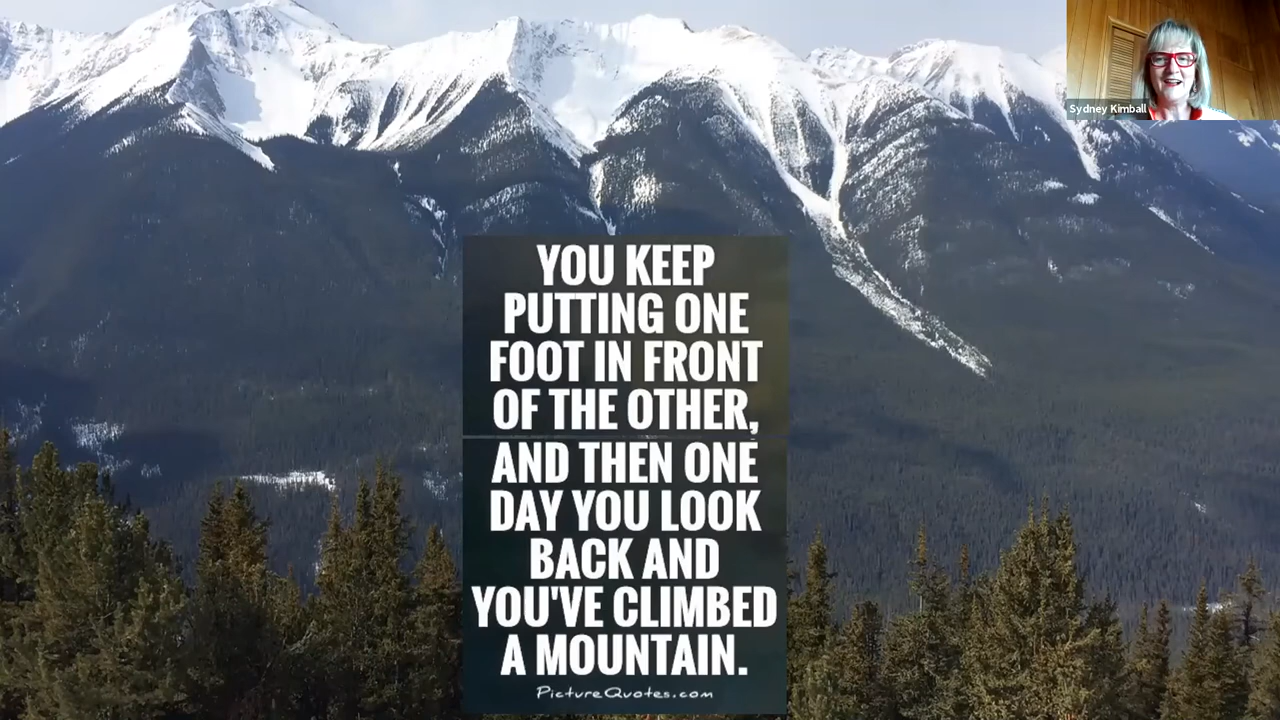 Sydney Kimball
YOU KEEP
PUTTING ONE
FOOT IN FRONT
OF THE OTHER,
AND THEN ONE
DAY YOU LOOK
BACK AND
YOU'VE CLIMBED
A MOUNTAIN.
PictureQuotes.com